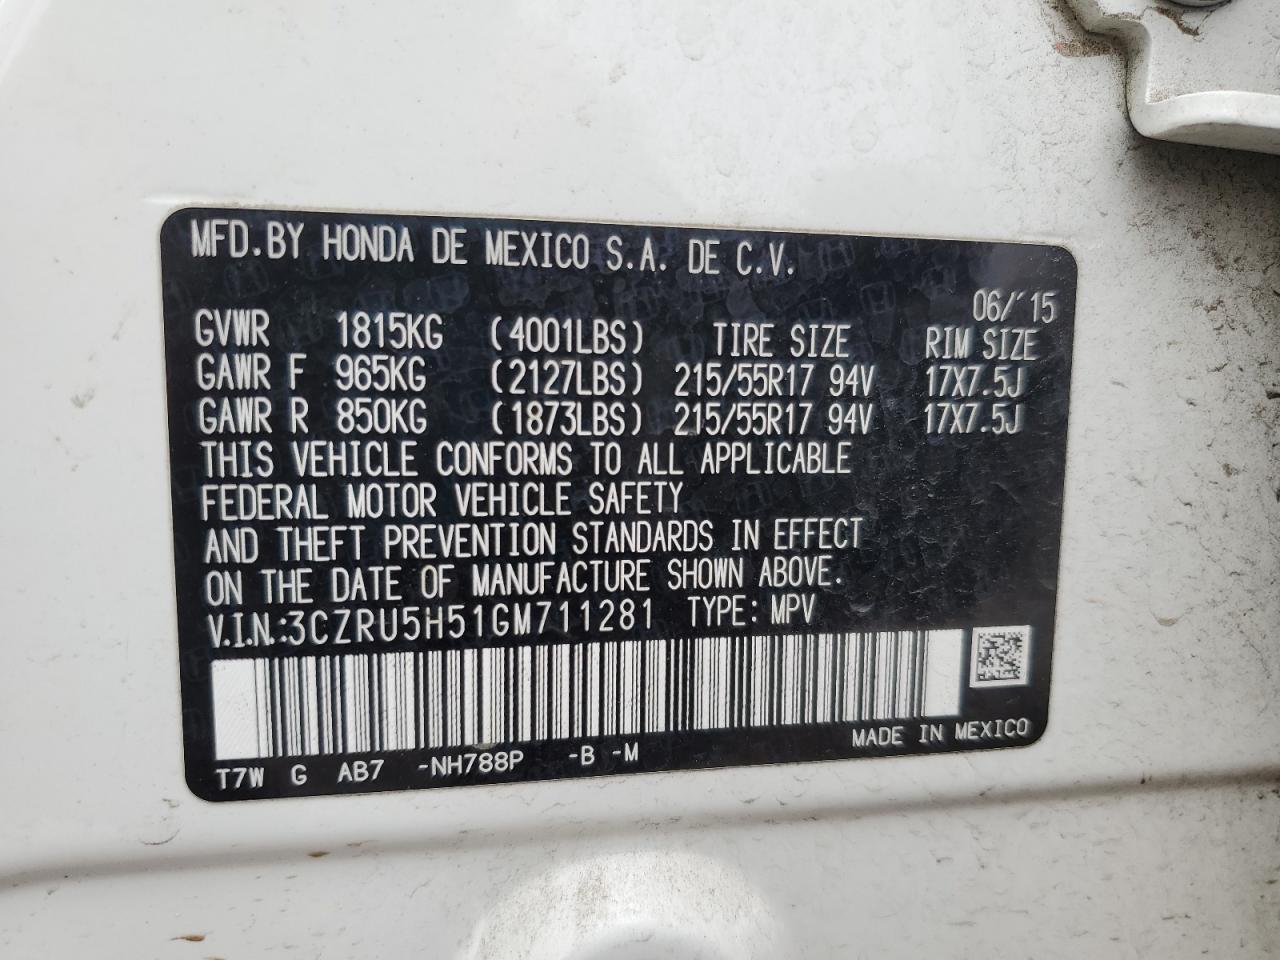 MFD.BY HONDA DE MEXICO S.A. DE C.V.
06/'15
GVWR 1815KG (4001LBS) TIRE SIZE RIM SIZE
GAWR F 965KG (2127LBS) 215/55R17 94V 17X7.5J
GAWR R 850KG (1873LBS) 215/55R17 94V 17X7.5J
THIS VEHICLE CONFORMS TO ALL APPLICABLE
FEDERAL MOTOR VEHICLE SAFETY
AND THEFT PREVENTION STANDARDS IN EFFECT
ON THE DATE OF MANUFACTURE SHOWN ABOVE.
V.I.N.:3CZRU5H51GM711281 TYPE: MPV
MADE IN MEXICO
T7W G AB7 -NH788P -B -M